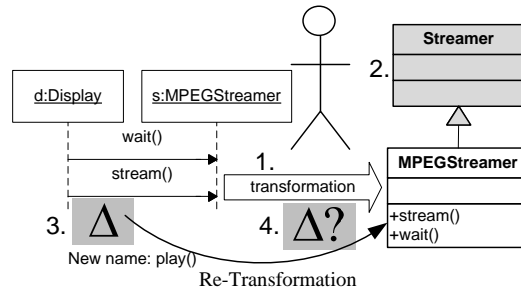 Streamer
2.
d:Display
s:MPEGStreamer
wait()
1.
MPEGStreamer
stream()
transformation
3. Δ
4. Δ?
+stream()
+wait()
New name: play()
Re-Transformation